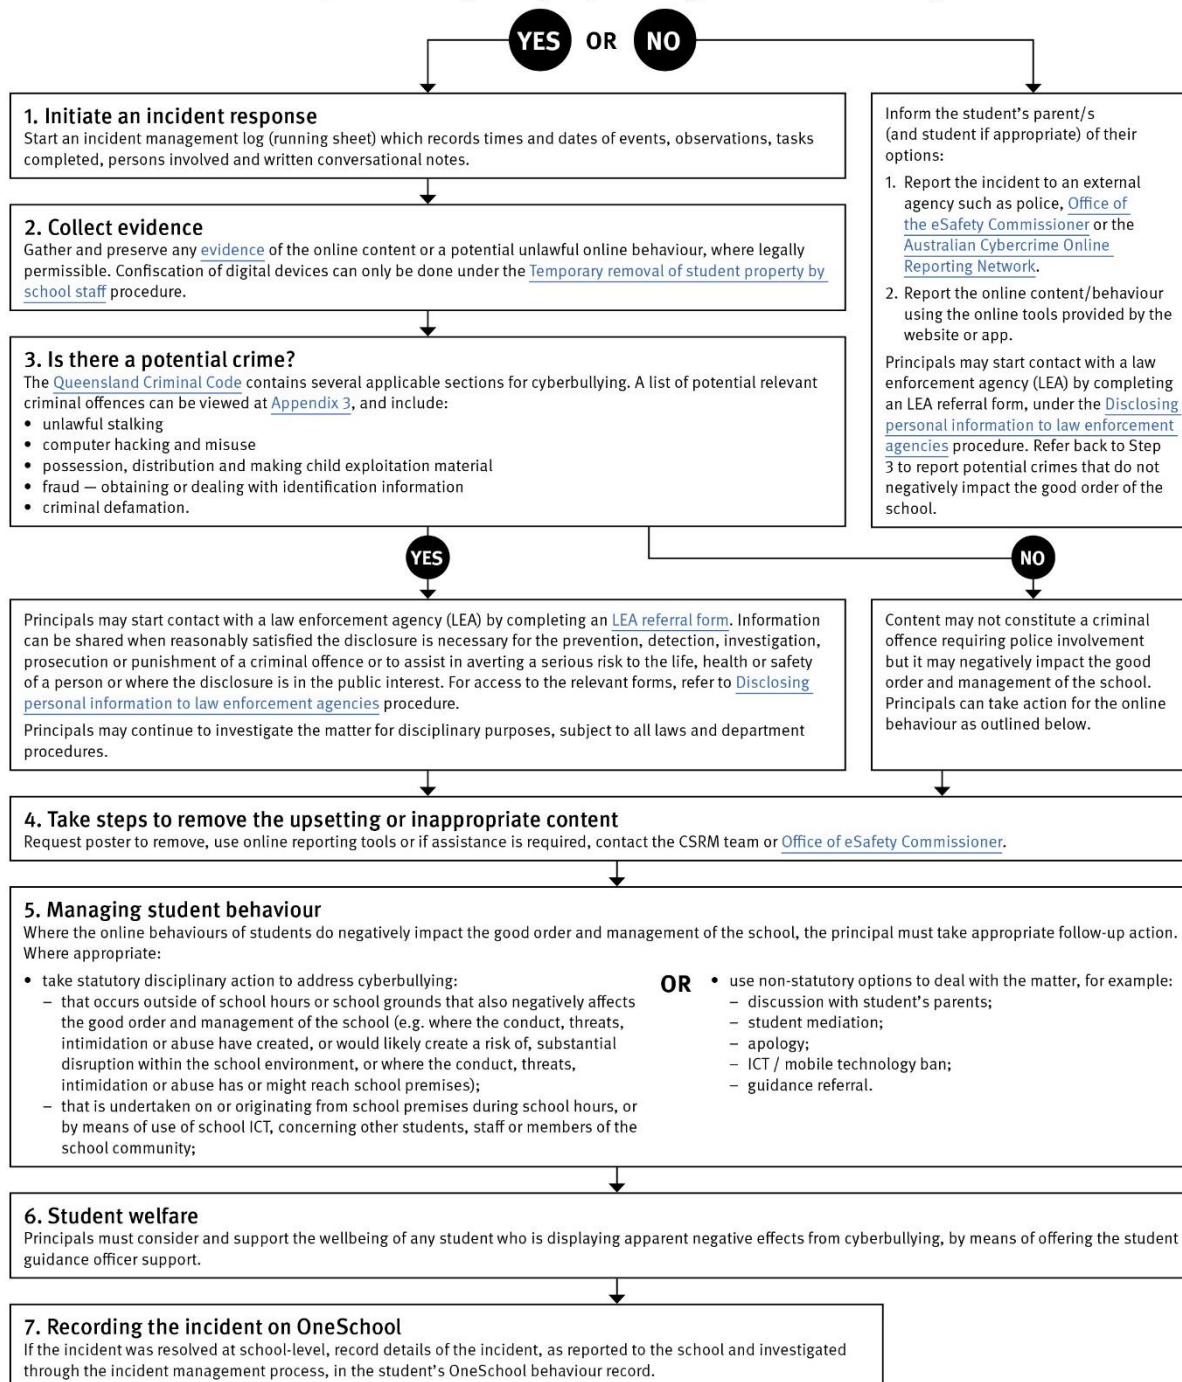 YES OR NO
1. Initiate an incident response
Start an incident management log (running sheet) which records times and dates of events, observations, tasks
completed, persons involved and written conversational notes.
Inform the student's parent/s
(and student if appropriate) of their
options:
1. Report the incident to an external
agency such as police, Office of
the eSafety Commissioner or the
Australian Cybercrime Online
Reporting Network.
2. Report the online content/behaviour
using the online tools provided by the
website or app.
Principals may start contact with a law
enforcement agency (LEA) by completing
an LEA referral form, under the Disclosing
personal information to law enforcement
agencies procedure. Refer back to Step
3 to report potential crimes that do not
negatively impact the good order of the
school.
2. Collect evidence
Gather and preserve any evidence of the online content or a potential unlawful online behaviour, where legally
permissible. Confiscation of digital devices can only be done under the Temporary removal of student property by
school staff procedure.
3. Is there a potential crime?
The Queensland Criminal Code contains several applicable sections for cyberbullying. A list of potential relevant
criminal offences can be viewed at Appendix 3, and include:
• unlawful stalking
• computer hacking and misuse
• possession, distribution and making child exploitation material
• fraud — obtaining or dealing with identification information
• criminal defamation.
YES
NO
Principals may start contact with a law enforcement agency (LEA) by completing an LEA referral form. Information
can be shared when reasonably satisfied the disclosure is necessary for the prevention, detection, investigation,
prosecution or punishment of a criminal offence or to assist in averting a serious risk to the life, health or safety
of a person or where the disclosure is in the public interest. For access to the relevant forms, refer to Disclosing
personal information to law enforcement agencies procedure.
Principals may continue to investigate the matter for disciplinary purposes, subject to all laws and department
procedures.
Content may not constitute a criminal
offence requiring police involvement
but it may negatively impact the good
order and management of the school.
Principals can take action for the online
behaviour as outlined below.
4. Take steps to remove the upsetting or inappropriate content
Request poster to remove, use online reporting tools or if assistance is required, contact the CSRM team or Office of eSafety Commissioner.
5. Managing student behaviour
Where the online behaviours of students do negatively impact the good order and management of the school, the principal must take appropriate follow-up action.
Where appropriate:
• take statutory disciplinary action to address cyberbullying:
– that occurs outside of school hours or school grounds that also negatively affects
the good order and management of the school (e.g. where the conduct, threats,
intimidation or abuse have created, or would likely create a risk of, substantial
disruption within the school environment, or where the conduct, threats,
intimidation or abuse has or might reach school premises);
– that is undertaken on or originating from school premises during school hours, or
by means of use of school ICT, concerning other students, staff or members of the
school community;
OR
• use non-statutory options to deal with the matter, for example:
– discussion with student's parents;
– student mediation;
– apology;
– ICT / mobile technology ban;
– guidance referral.
6. Student welfare
Principals must consider and support the wellbeing of any student who is displaying apparent negative effects from cyberbullying, by means of offering the student
guidance officer support.
7. Recording the incident on OneSchool
If the incident was resolved at school-level, record details of the incident, as reported to the school and investigated
through the incident management process, in the student's OneSchool behaviour record.